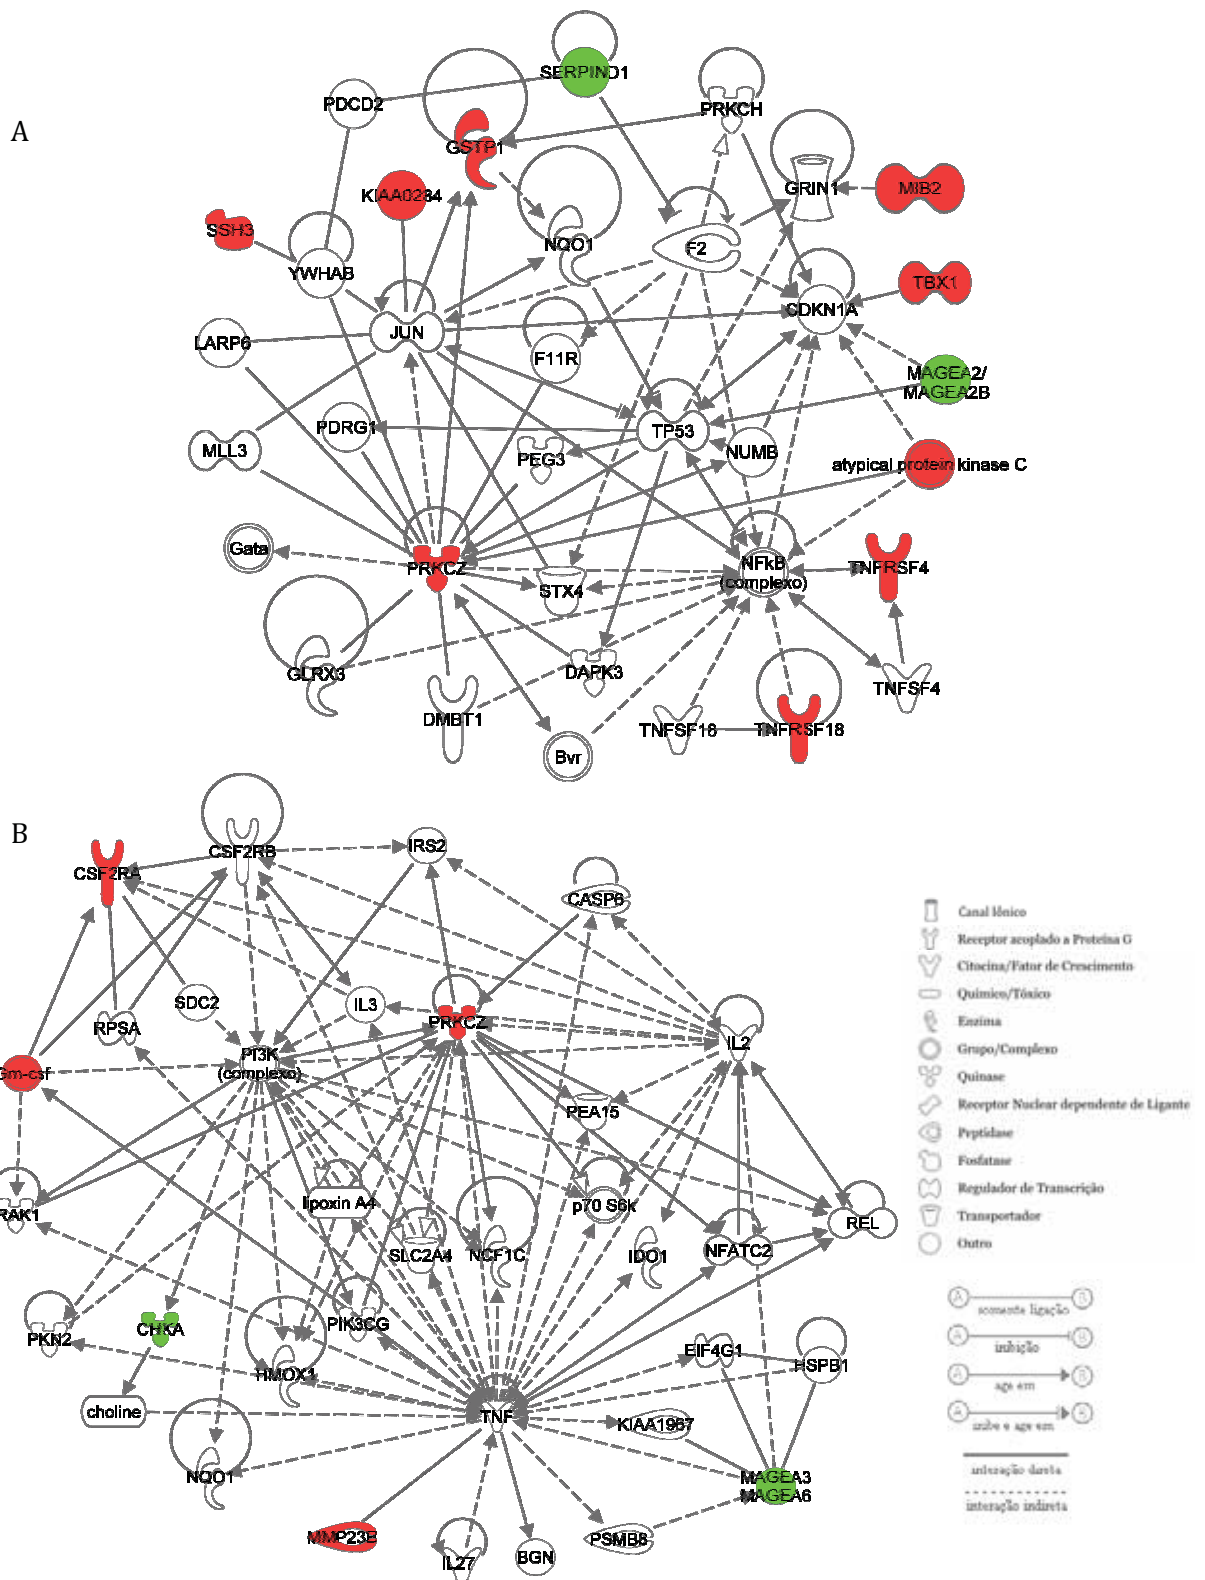 A
SERPIND1
PDCD2
PRKCH
GSTP1
KIAA0284
GRIN1
MIB2
SSH3
NQO1
F2
YWHAB
TBX1
CDKN1A
LARP6
JUN
F11R
MAGEA2/
MAGEA2B
PDRG1
TP53
MLL3
PEG3
NUMB
atypical protein kinase C
Gata
PRKCZ
NFkB
(complexo)
TNFRSF4
STX4
GLRX3
DAPK3
TNFSF4
DMBT1
TNFSF18
TNFRSF18
Bvr
B
CSF2RB
IRS2
CSF2RA
CASP6
SDC2
IL3
RPSA
PRKCZ
IL2
PI3K
(complexo)
Gm-csf
PEA15
lipoxin A4
p70 S6k
RAK1
REL
SLC2A4
NCF1C
IDO1
NFATC2
PKN2
CHKA
PIK3CG
EIF4G1
HSPB1
HMOX1
choline
TNF
KIAA1967
NQO1
MAGEA3
MAGEA6
MMP23B
PSMB8
IL27
BGN
Canal Iônico
Receptor acoplado a Proteína G
Citocina/Fator de Crescimento
Químico/Tóxico
Enzima
Grupo/Complexo
Quinase
Receptor Nuclear dependente de Ligante
Peptidase
Fosfatase
Regulador de Transcrição
Transportador
Outro
A B
somente ligação
A B
inibição
A B
age em
A B
inibe e age em
interação direta
interação indireta